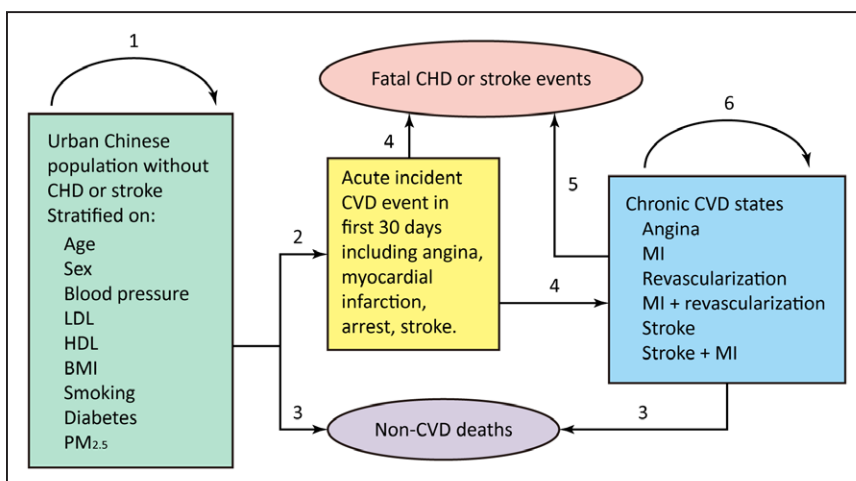 1
Urban Chinese
population without
CHD or stroke
Stratified on:
Age
Sex
Blood pressure
LDL
HDL
BMI
Smoking
Diabetes
PM2.5
2
3
Fatal CHD or stroke events
4
Acute incident
CVD event in
first 30 days
including angina,
myocardial
infarction,
arrest, stroke.
4
5
Non-CVD deaths
3
6
Chronic CVD states
Angina
MI
Revascularization
MI + revascularization
Stroke
Stroke + MI